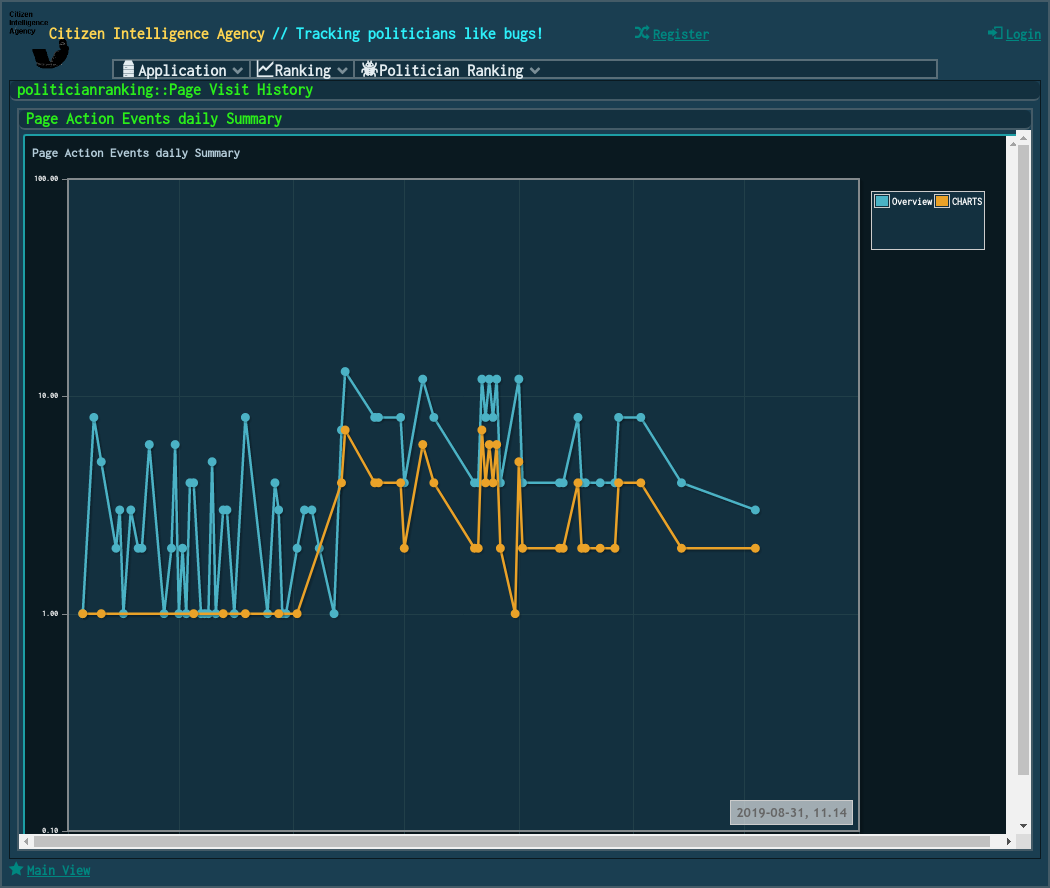 Citizen
Intelligence
Agency
Citizen Intelligence Agency // Tracking politicians like bugs!
Register
Login
Application
Ranking
Politician Ranking
politicianranking::Page Visit History
Page Action Events daily Summary
Page Action Events daily Summary
100.00
Overview CHARTS
10.00
1.00
0.10
2019-08-31, 11.14
Main View